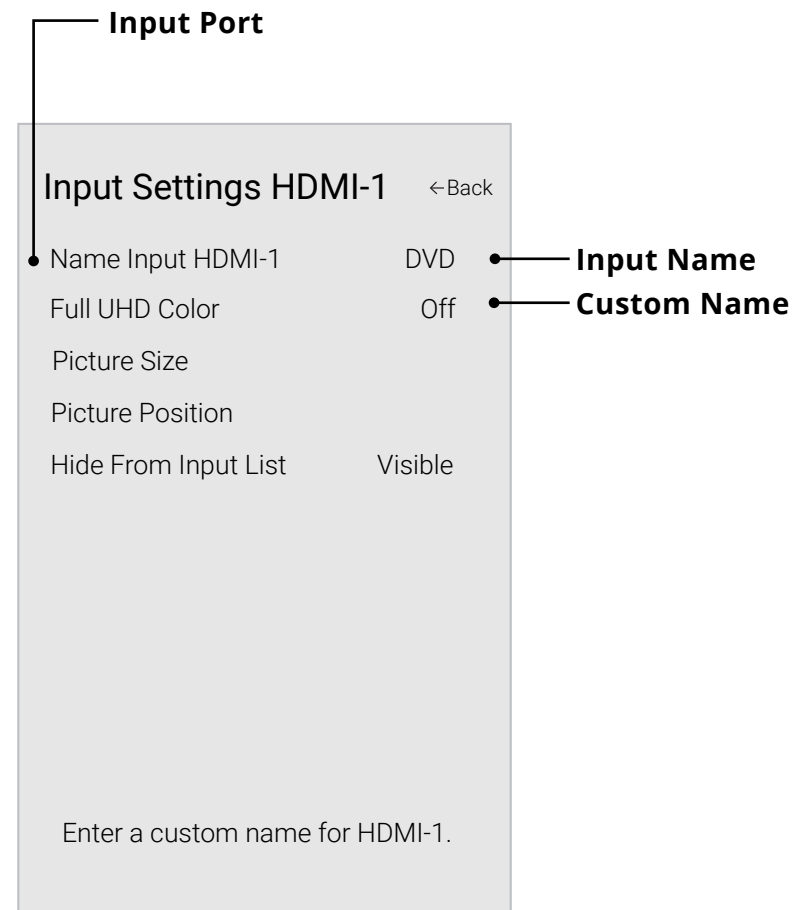 Input Port
Input Settings HDMI-1 ←Back
Name Input HDMI-1 DVD Input Name
Full UHD Color Off Custom Name
Picture Size
Picture Position
Hide From Input List Visible
Enter a custom name for HDMI-1.